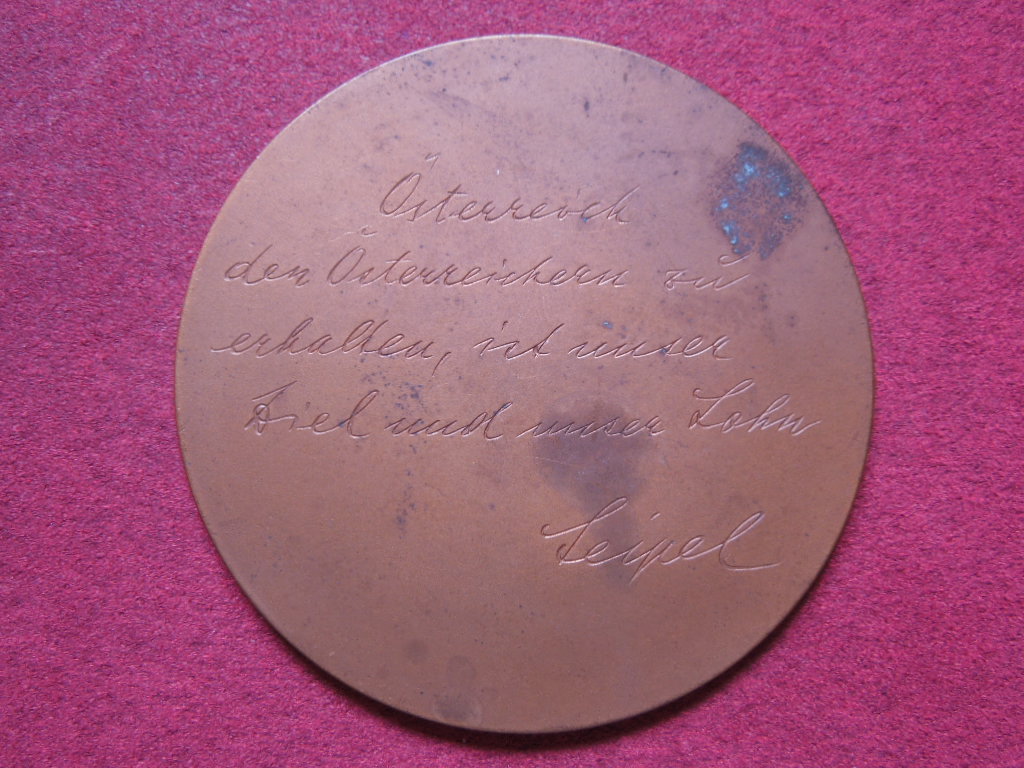 Österreich
den Österreichern zu
erhalten, ist unser
Ziel und unser Lohn
Seipel